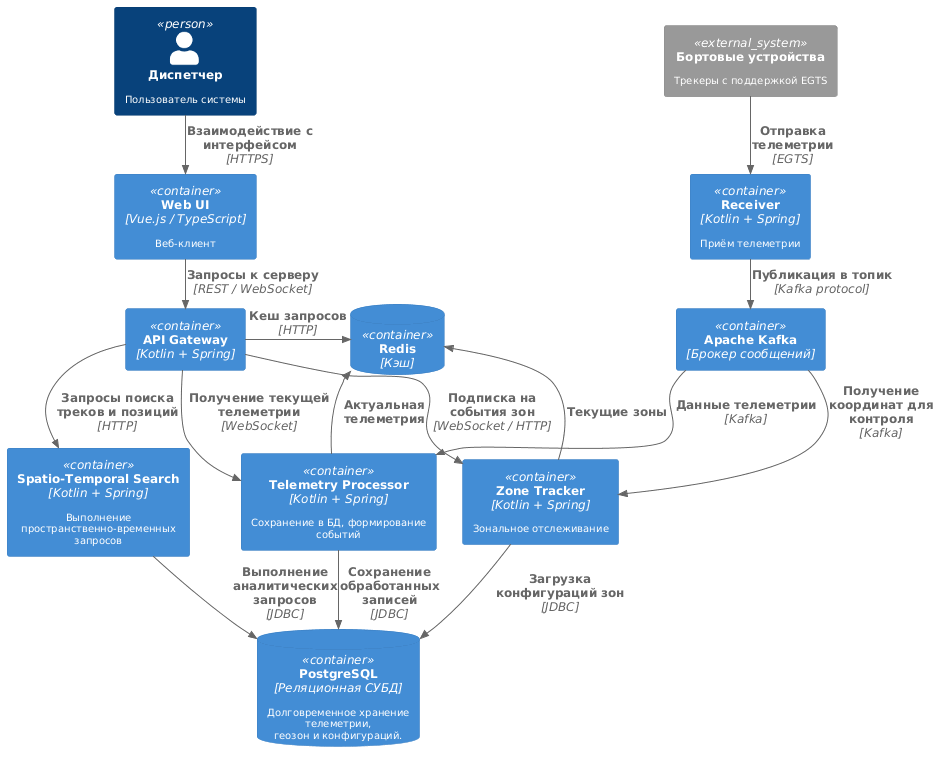 «person»
Диспетчер
Пользователь системы
«external_system»
Бортовые устройства
Трекеры с поддержкой EGTS
Взаимодействие с
интерфейсом
[HTTPS]
Отправка
телеметрии
[EGTS]
«container»
Web UI
[Vue.js / TypeScript]
Веб-клиент
«container»
Receiver
[Kotlin + Spring]
Приём телеметрии
Запросы к серверу
[REST / WebSocket]
Публикация в топик
[Kafka protocol]
«container»
API Gateway
[Kotlin + Spring]
Кеш запросов
[HTTP]
«container»
Redis
[Кэш]
«container»
Apache Kafka
[Брокер сообщений]
Запросы поиска
треков и позиций
[HTTP]
Получение текущей
телеметрии
[WebSocket]
Актуальная
телеметрия
Подписка на
события зон
[WebSocket / HTTP]
Текущие зоны
Данные телеметрии
[Kafka]
Получение
координат для
контроля
[Kafka]
«container»
Spatio-Temporal Search
[Kotlin + Spring]
Выполнение
пространственно-временных
запросов
«container»
Telemetry Processor
[Kotlin + Spring]
Сохранение в БД, формирование
событий
«container»
Zone Tracker
[Kotlin + Spring]
Зональное отслеживание
Выполнение
аналитических
запросов
[JDBC]
Сохранение
обработанных
записей
[JDBC]
Загрузка
конфигураций зон
[JDBC]
«container»
PostgreSQL
[Реляционная СУБД]
Долговременное хранение
телеметрии,
геозон и конфигураций.